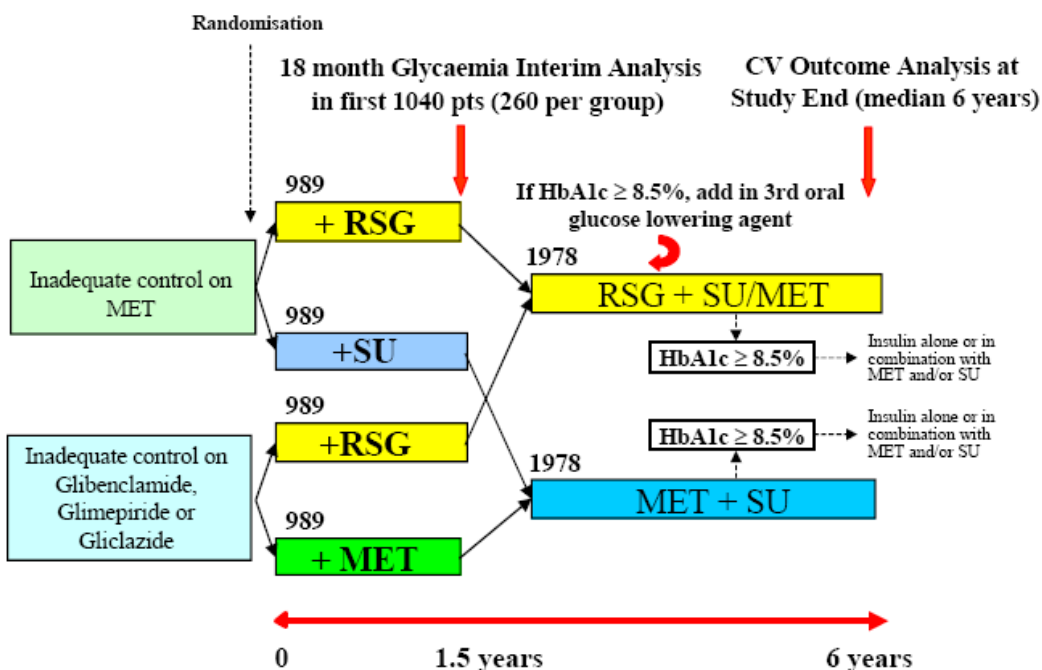 Randomisation
18 month Glycaemia Interim Analysis
in first 1040 pts (260 per group)
CV Outcome Analysis at
Study End (median 6 years)
989
+ RSG
If HbA1c ≥ 8.5%, add in 3rd oral
glucose lowering agent
Inadequate control on
MET
1978
RSG + SU/MET
989
+SU
HbA1c ≥ 8.5%
Insulin alone or in
combination with
MET and/or SU
989
+RSG
HbA1c ≥ 8.5%
Insulin alone or in
combination with
MET and/or SU
Inadequate control on
Glibenclamide,
Glimepiride or
Gliclazide
1978
MET + SU
989
+ MET
0
1.5 years
6 years